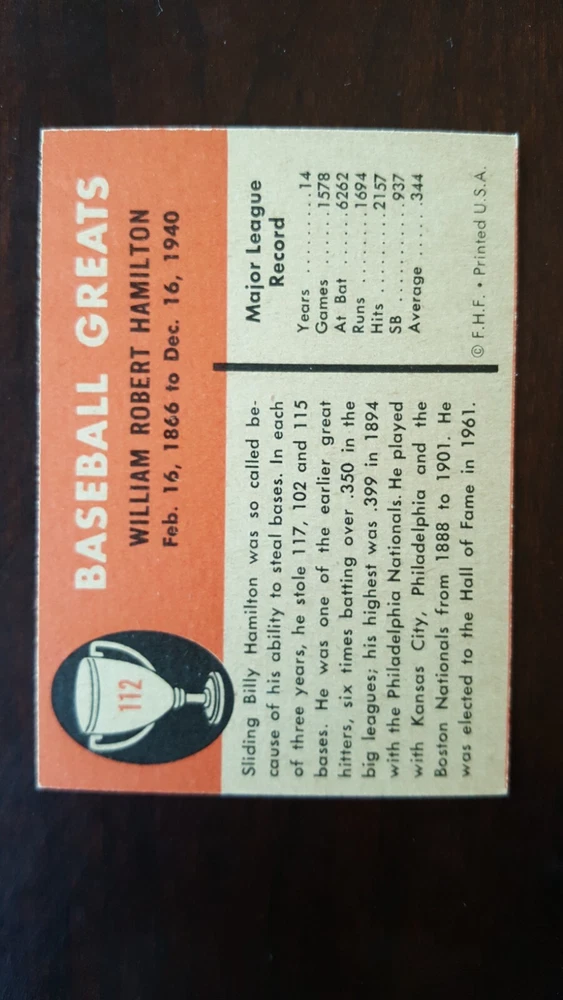 112
BASEBALL GREATS
WILLIAM ROBERT HAMILTON
Feb. 16, 1866 to Dec. 16, 1940
Sliding Billy Hamilton was so called be-
cause of his ability to steal bases. In each
of three years, he stole 117, 102 and 115
bases. He was one of the earlier great
hitters, six times batting over .350 in the
big leagues; his highest was .399 in 1894
with the Philadelphia Nationals. He played
with Kansas City, Philadelphia and the
Boston Nationals from 1888 to 1901. He
was elected to the Hall of Fame in 1961.
Major League
Record
Years ..........14
Games .......1578
At Bat .......6262
Runs .........1694
Hits ..........2157
SB ............937
Average ......344
© F.H.F. • Printed U.S.A.